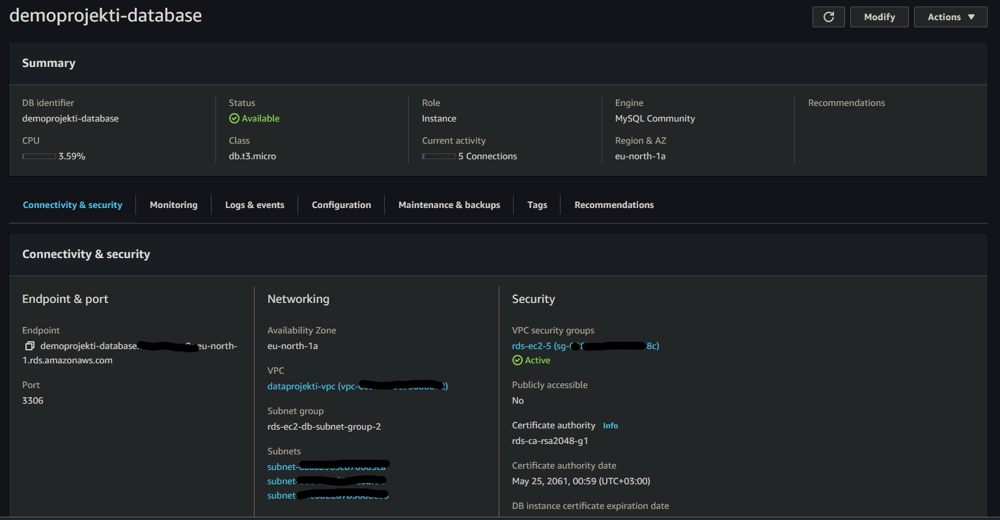 demoprojekti-database
Modify
Actions
Summary
DB identifier
demoprojekti-database
CPU
3.59%
Status
Available
Class
db.t3.micro
Role
Instance
Current activity
5 Connections
Engine
MySQL Community
Region & AZ
eu-north-1a
Recommendations
Connectivity & security
Monitoring
Logs & events
Configuration
Maintenance & backups
Tags
Recommendations
Connectivity & security
Endpoint & port
Endpoint
demoprojekti-database. eu-north-
1.rds.amazonaws.com
Port
3306
Networking
Availability Zone
eu-north-1a
VPC
dataprojekti-vpc (vpc-
Subnet group
rds-ec2-db-subnet-group-2
Subnets
subnet-
subnet-
subnet-
Security
VPC security groups
rds-ec2-5 (sg- 8c)
Active
Publicly accessible
No
Certificate authority Info
rds-ca-rsa2048-g1
Certificate authority date
May 25, 2061, 00:59 (UTC+03:00)
DB instance certificate expiration date